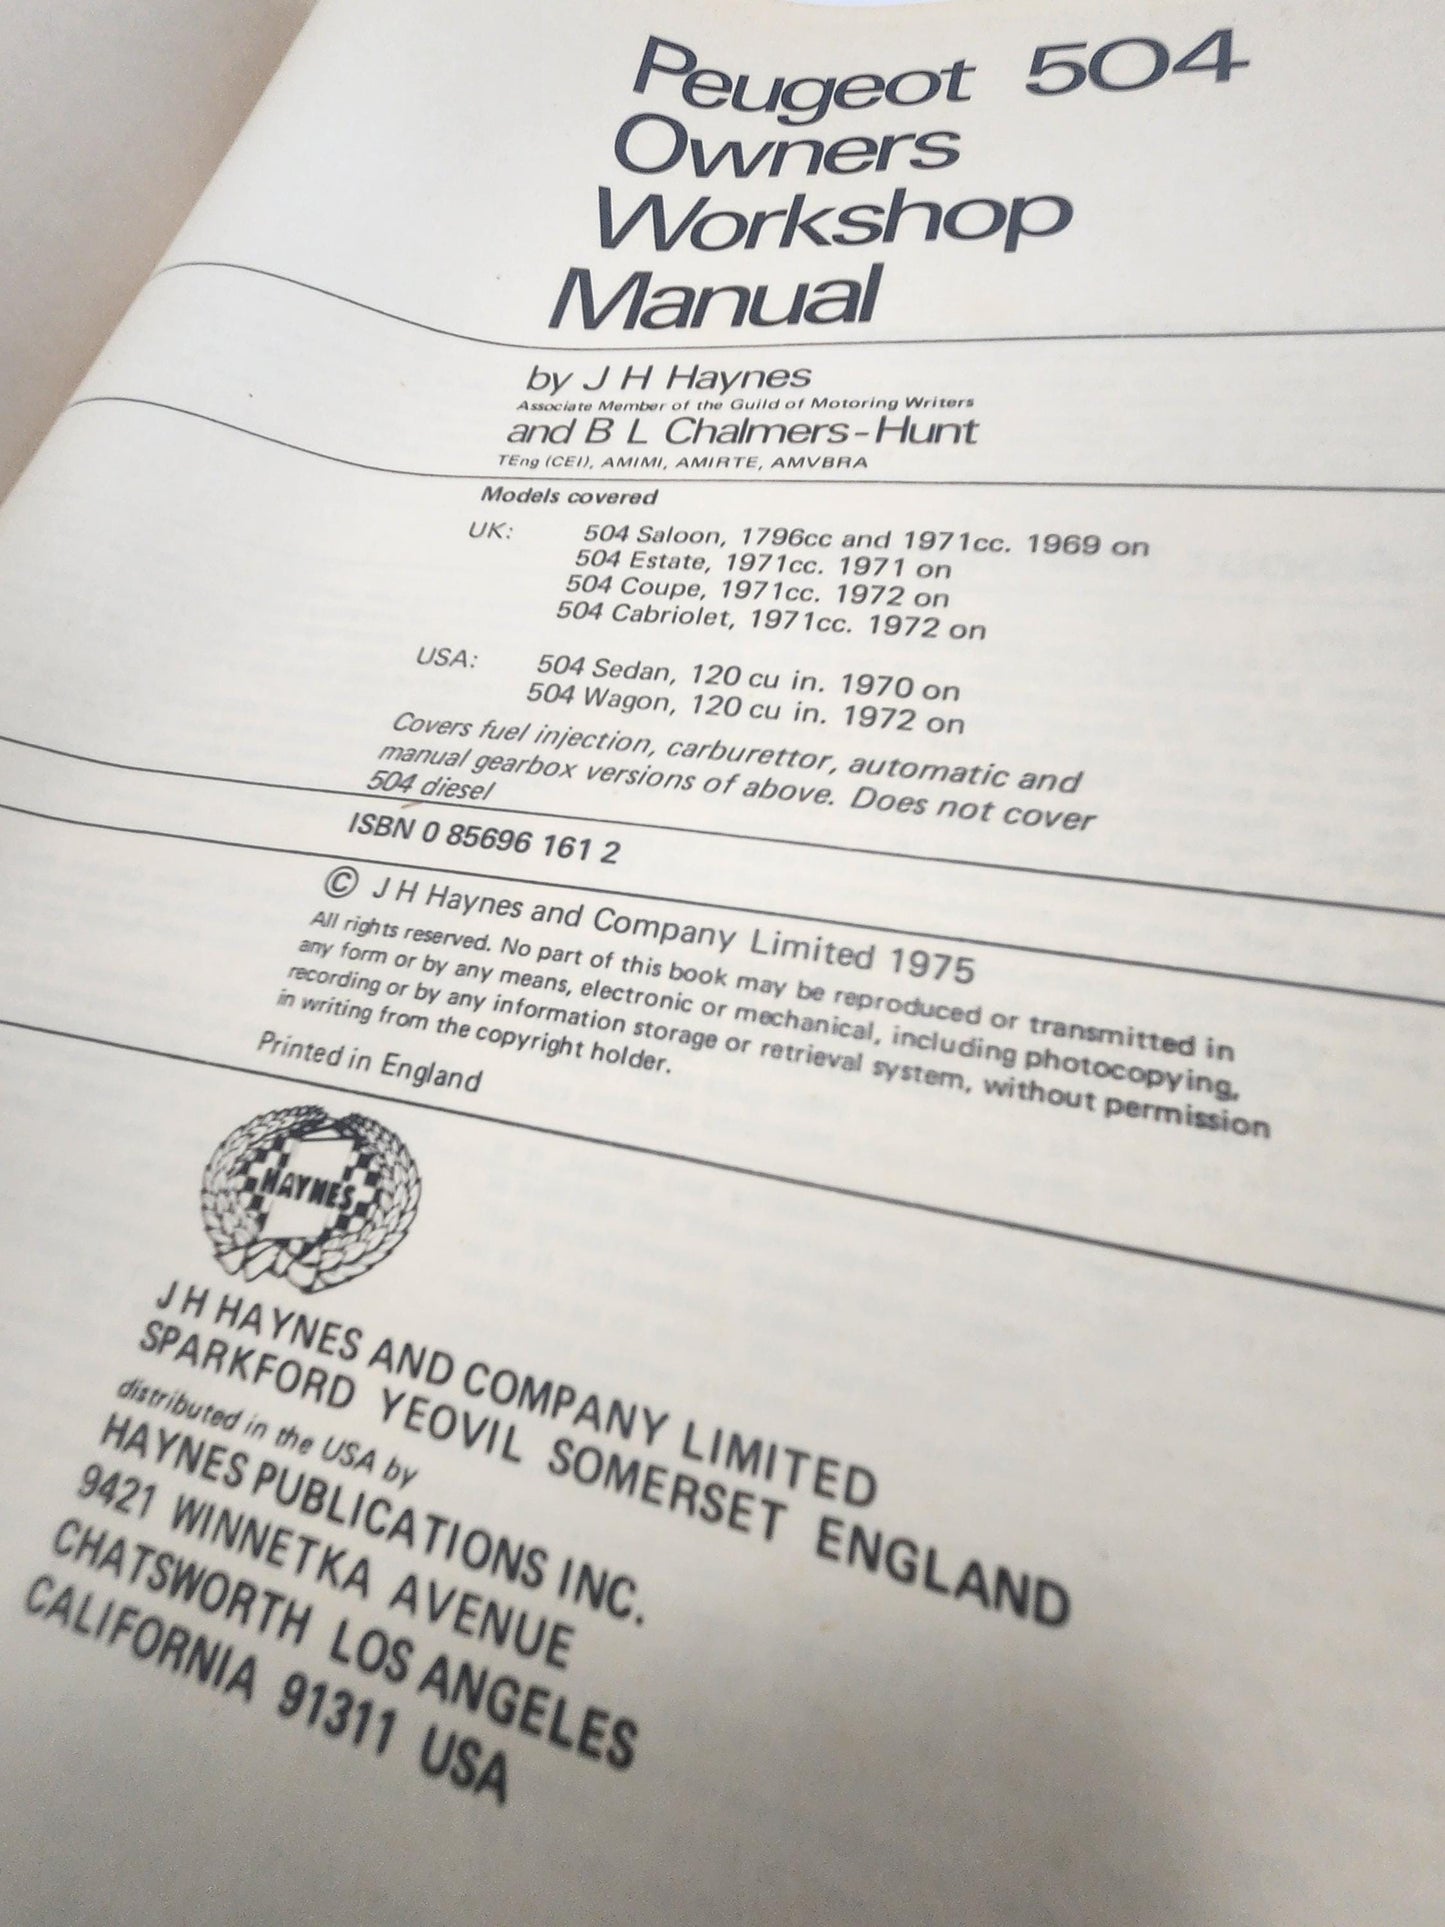 Peugeot 504
Owners
Workshop
Manual
by J H Haynes
Associate Member of the Guild of Motoring Writers
and B L Chalmers-Hunt
TEng (CEI), AMIMI, AMIRTE, AMVBRA
Models covered
UK: 504 Saloon, 1796cc and 1971cc. 1969 on
504 Estate, 1971cc. 1971 on
504 Coupe, 1971cc. 1972 on
504 Cabriolet, 1971cc. 1972 on
USA: 504 Sedan, 120 cu in. 1970 on
504 Wagon, 120 cu in. 1972 on
Covers fuel injection, carburettor, automatic and
manual gearbox versions of above. Does not cover
504 diesel
ISBN 0 85696 161 2
© J H Haynes and Company Limited 1975
All rights reserved. No part of this book may be reproduced or transmitted in
any form or by any means, electronic or mechanical, including photocopying,
recording or by any information storage or retrieval system, without permission
in writing from the copyright holder.
Printed in England
HAYNES
J H HAYNES AND COMPANY LIMITED
SPARKFORD YEOVIL SOMERSET ENGLAND
distributed in the USA by
HAYNES PUBLICATIONS INC.
9421 WINNETKA AVENUE
CHATSWORTH LOS ANGELES
CALIFORNIA 91311 USA